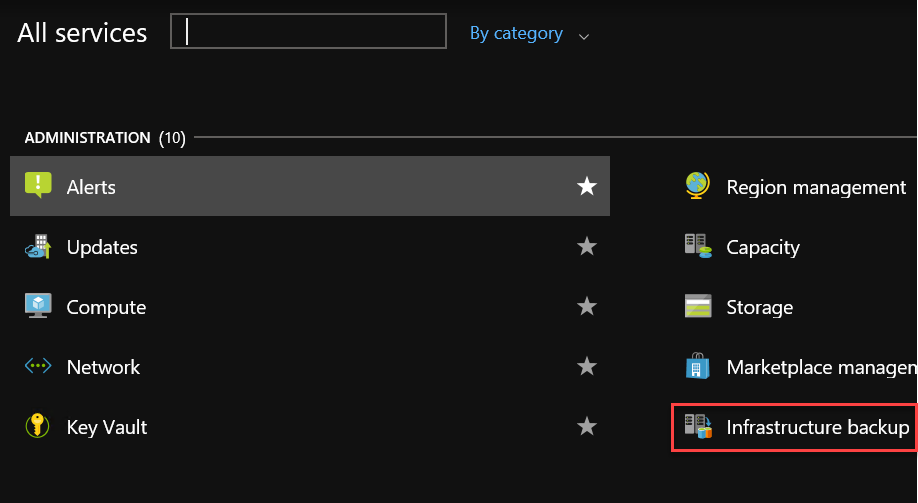 All services
By category
ADMINISTRATION (10)
Alerts
Region management
Updates
Capacity
Compute
Storage
Network
Marketplace managem
Key Vault
Infrastructure backup